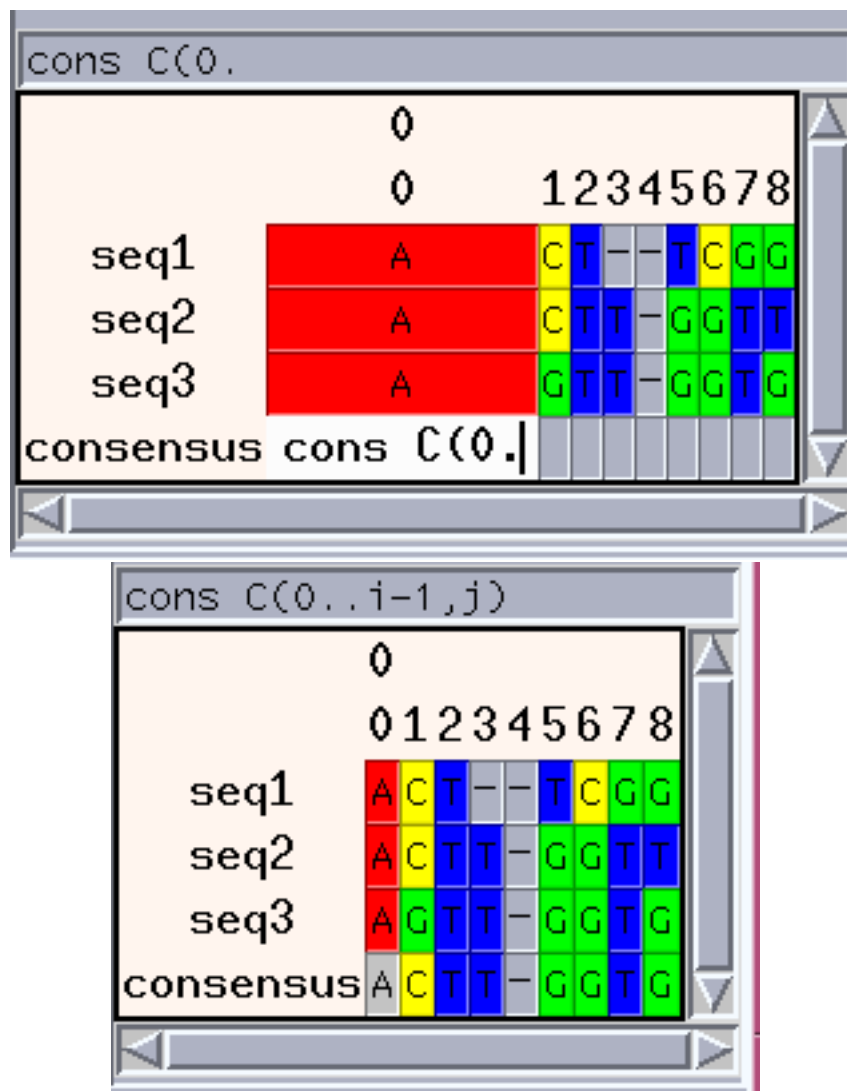 cons C(0.
0
0 12345678
seq1 A CT--TCGG
seq2 A CTT-GGTT
seq3 A GTT-GGTG
consensus cons C(0.
cons C(0..i-1,j)
0
012345678
seq1 ACT--TCGG
seq2 ACTT-GGTT
seq3 AGTT-GGTG
consensus ACTT-GGTG